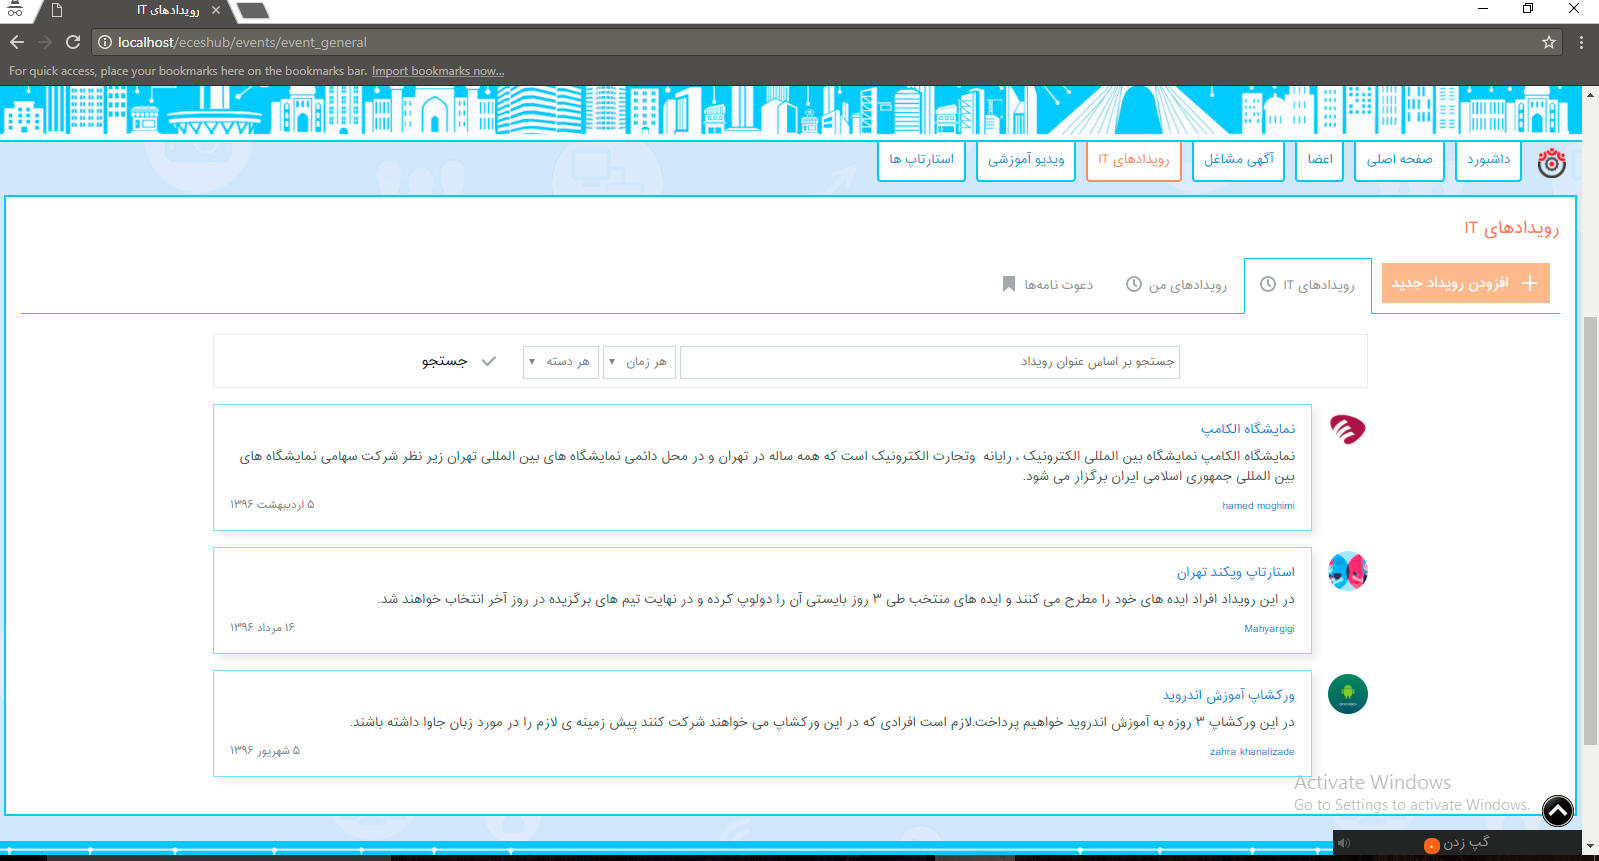 رویدادهای IT
localhost/eceshub/events/event_general
For quick access, place your bookmarks here on the bookmarks bar. Import bookmarks now...
داشبورد
صفحه اصلی
اعضا
آگهی مشاغل
رویدادهای IT
ویدیو آموزشی
استارتاپ ها
رویدادهای IT
افزودن رویداد جدید
رویدادهای IT
رویدادهای من
دعوت نامه‌ها
جستجو بر اساس عنوان رویداد
هر زمان
هر دسته
جستجو
نمایشگاه الکامپ
نمایشگاه الکامپ نمایشگاه بین المللی الکترونیک ، رایانه وتجارت الکترونیک است که همه ساله در تهران و در محل دائمی نمایشگاه های بین المللی تهران زیر نظر شرکت سهامی نمایشگاه های
بین المللی جمهوری اسلامی ایران برگزار می شود.
hamed moghimi
۵ اردیبهشت ۱۳۹۶
استارتاپ ویکند تهران
در این رویداد افراد ایده های خود را مطرح می کنند و ایده های منتخب طی ۳ روز بایستی آن را دولوپ کرده و در نهایت تیم های برگزیده در روز آخر انتخاب خواهند شد.
Mahyargigi
۱۶ مرداد ۱۳۹۶
ورکشاپ آموزش اندروید
در این ورکشاپ ۳ روزه به آموزش اندروید خواهیم پرداخت.لازم است افرادی که در این ورکشاپ می خواهند شرکت کنند پیش زمینه ی لازم را در مورد زبان جاوا داشته باشند.
zahra khanalizade
۵ شهریور ۱۳۹۶
Activate Windows
Go to Settings to activate Windows.
گپ زدن